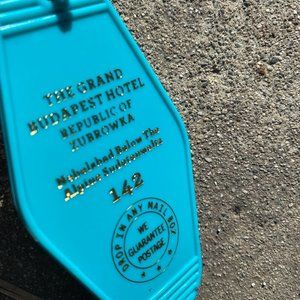 THE GRAND
BUDAPEST HOTEL
REPUBLIC OF
ZUBROWKA
Nebelsbad Below The
Alpine Sudetenwaltz
142
DROP IN ANY MAIL BOX
WE
GUARANTEE
POSTAGE